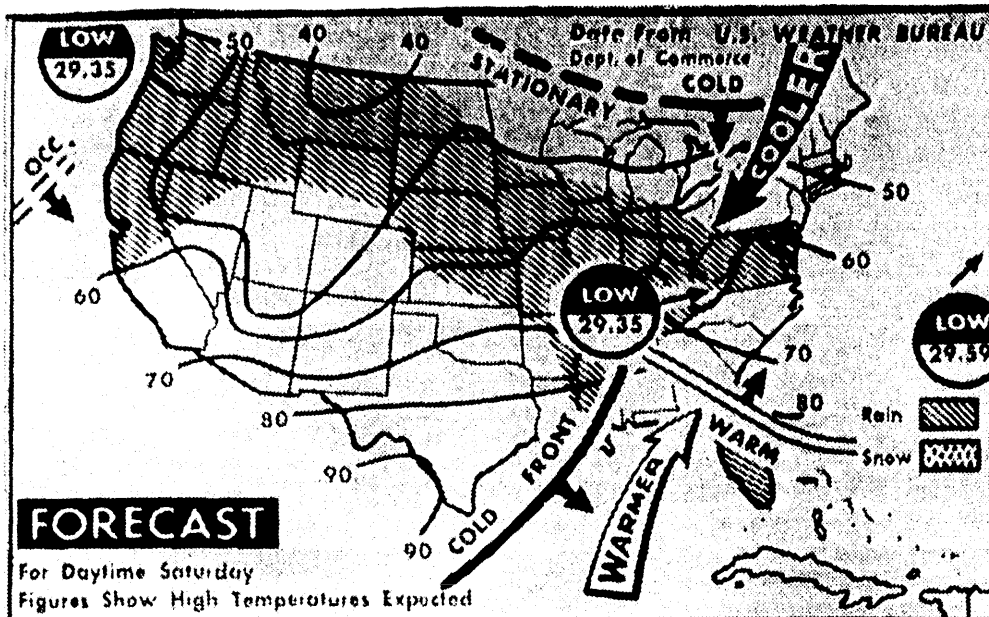 LOW
29.35
50
40
40
Data From U.S. WEATHER BUREAU
Dept. of Commerce
STATIONARY
COLD
COOLER
OCC.
50
60
60
LOW
29.35
LOW
29.59
70
70
80
80
Rain
Snow
WARM
FRONT
COLD
WARMER
90
90
FORECAST
For Daytime Saturday
Figures Show High Temperatures Expected